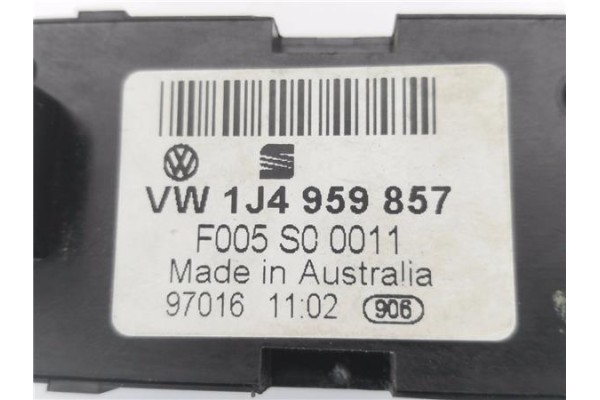 VW 1J4 959 857
F005 S0 0011
Made in Australia
97016 11:02 906